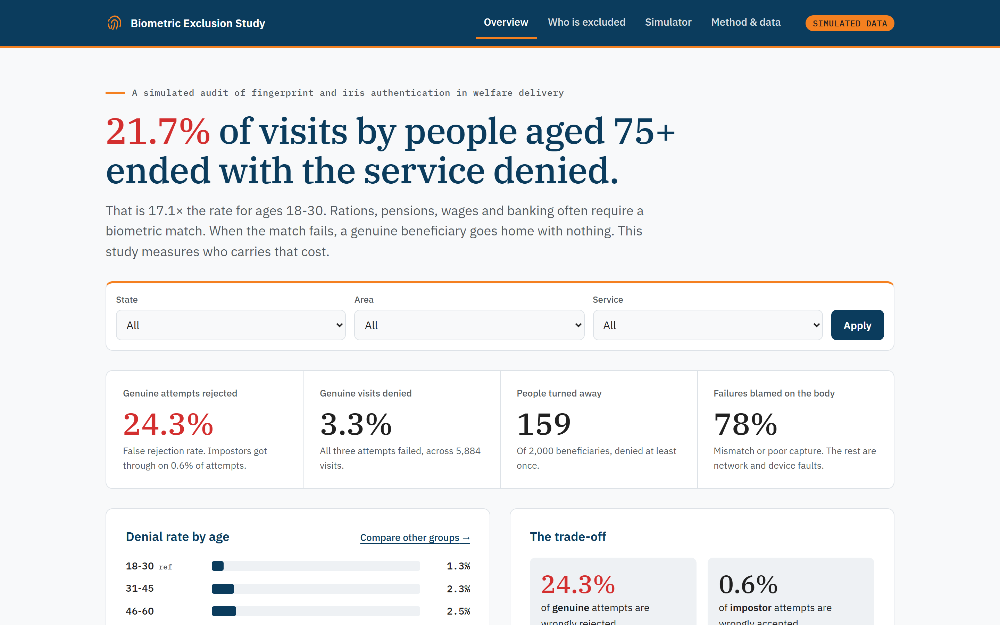 Biometric Exclusion Study
Overview
Who is excluded
Simulator
Method & data
SIMULATED DATA
A simulated audit of fingerprint and iris authentication in welfare delivery
21.7% of visits by people aged 75+
ended with the service denied.
That is 17.1× the rate for ages 18-30. Rations, pensions, wages and banking often require a
biometric match. When the match fails, a genuine beneficiary goes home with nothing. This
study measures who carries that cost.
State
Area
Service
All
All
All
Apply
Genuine attempts rejected
24.3%
False rejection rate. Impostors got
through on 0.6% of attempts.
Genuine visits denied
3.3%
All three attempts failed, across 5,884
visits.
People turned away
159
Of 2,000 beneficiaries, denied at least
once.
Failures blamed on the body
78%
Mismatch or poor capture. The rest are
network and device faults.
Denial rate by age
Compare other groups →
18-30 ref 1.3%
31-45 2.3%
46-60 2.5%
The trade-off
24.3%
of genuine attempts are
wrongly rejected
0.6%
of impostor attempts are
wrongly accepted